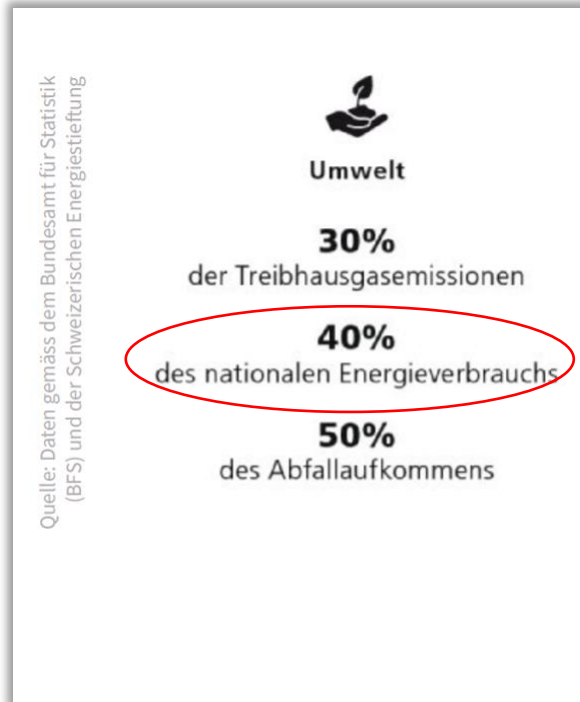 Quelle: Daten gemäss dem Bundesamt für Statistik
(BFS) und der Schweizerischen Energiestieftung
Umwelt
30%
der Treibhausgasemissionen
40%
des nationalen Energieverbrauchs
50%
des Abfallaufkommens